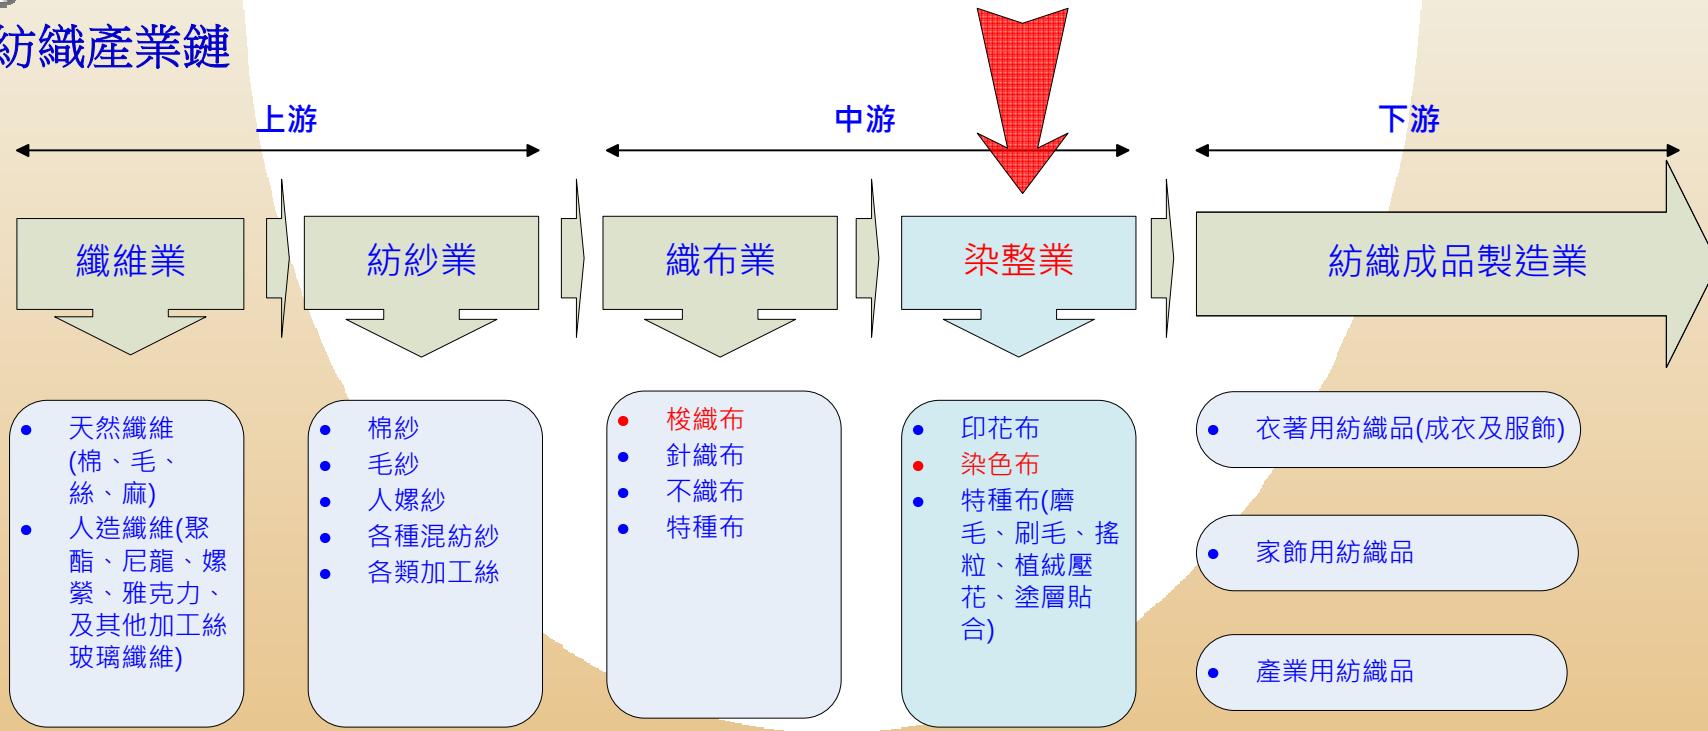 紡織產業鏈
上游
中游
下游
纖維業
紡紗業
織布業
染整業
紡織成品製造業
天然纖維
(棉、毛、
絲、麻)
人造纖維(聚
酯、尼龍、嫘
縈、雅克力、
及其他加工絲
玻璃纖維)
棉紗
毛紗
人嫘紗
各種混紡紗
各類加工絲
梭織布
針織布
不織布
特種布
印花布
染色布
特種布(磨
毛、刷毛、搖
粒、植絨壓
花、塗層貼
合)
衣著用紡織品(成衣及服飾)
家飾用紡織品
產業用紡織品